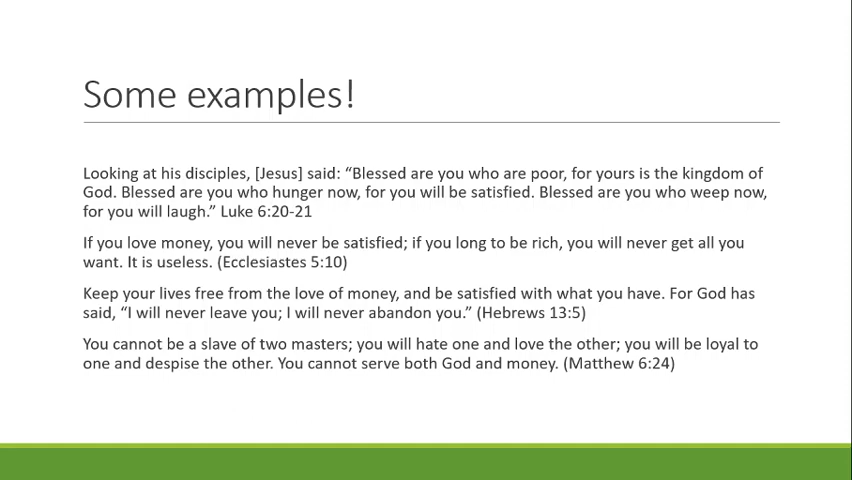 Some examples!
Looking at his disciples, [Jesus] said: “Blessed are you who are poor, for yours is the kingdom of
God. Blessed are you who hunger now, for you will be satisfied. Blessed are you who weep now,
for you will laugh.” Luke 6:20-21
If you love money, you will never be satisfied; if you long to be rich, you will never get all you
want. It is useless. (Ecclesiastes 5:10)
Keep your lives free from the love of money, and be satisfied with what you have. For God has
said, “I will never leave you; I will never abandon you.” (Hebrews 13:5)
You cannot be a slave of two masters; you will hate one and love the other; you will be loyal to
one and despise the other. You cannot serve both God and money. (Matthew 6:24)